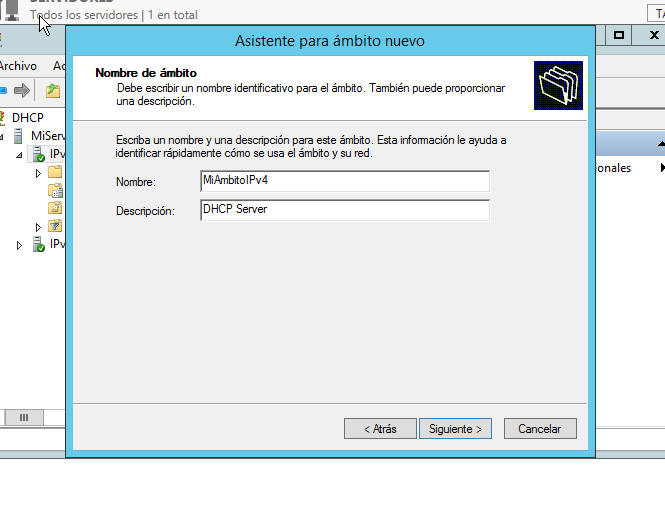 SERVIDORES
Todos los servidores | 1 en total
TA
Asistente para ámbito nuevo
X
Archivo
Nombre de ámbito
Debe escribir un nombre identificativo para el ámbito. También puede proporcionar
una descripción.
DHCP
MiServ
Escriba un nombre y una descripción para este ámbito. Esta información le ayuda a
identificar rápidamente cómo se usa el ámbito y su red.
IPv
onales
Nombre:
MiAmbitoIPv4
Descripción:
DHCP Server
IPv
< Atrás
Siguiente >
Cancelar